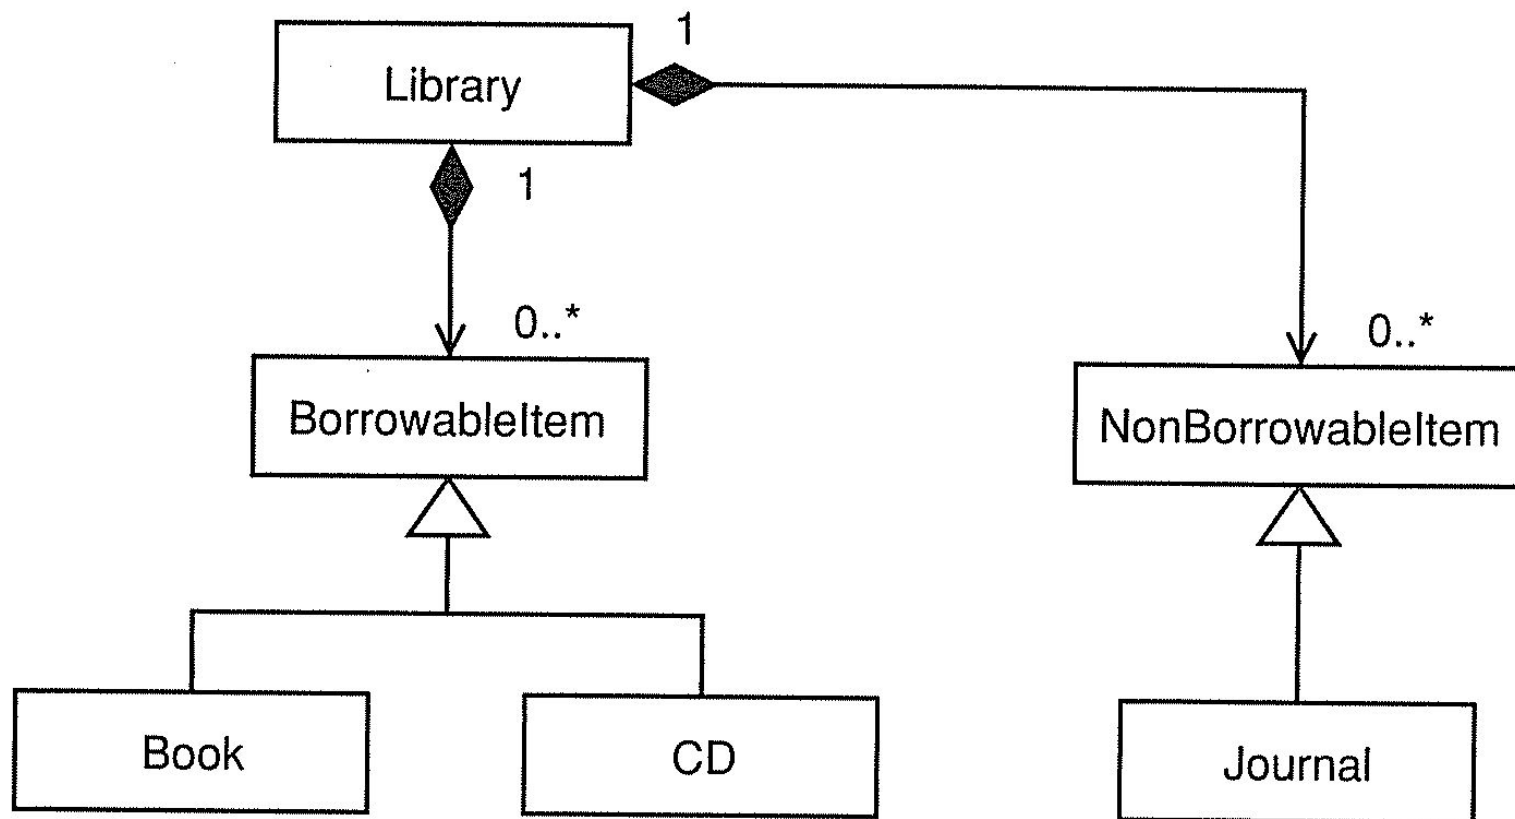 1
Library
1
0..*
0..*
BorrowableItem
NonBorrowableItem
Book
CD
Journal